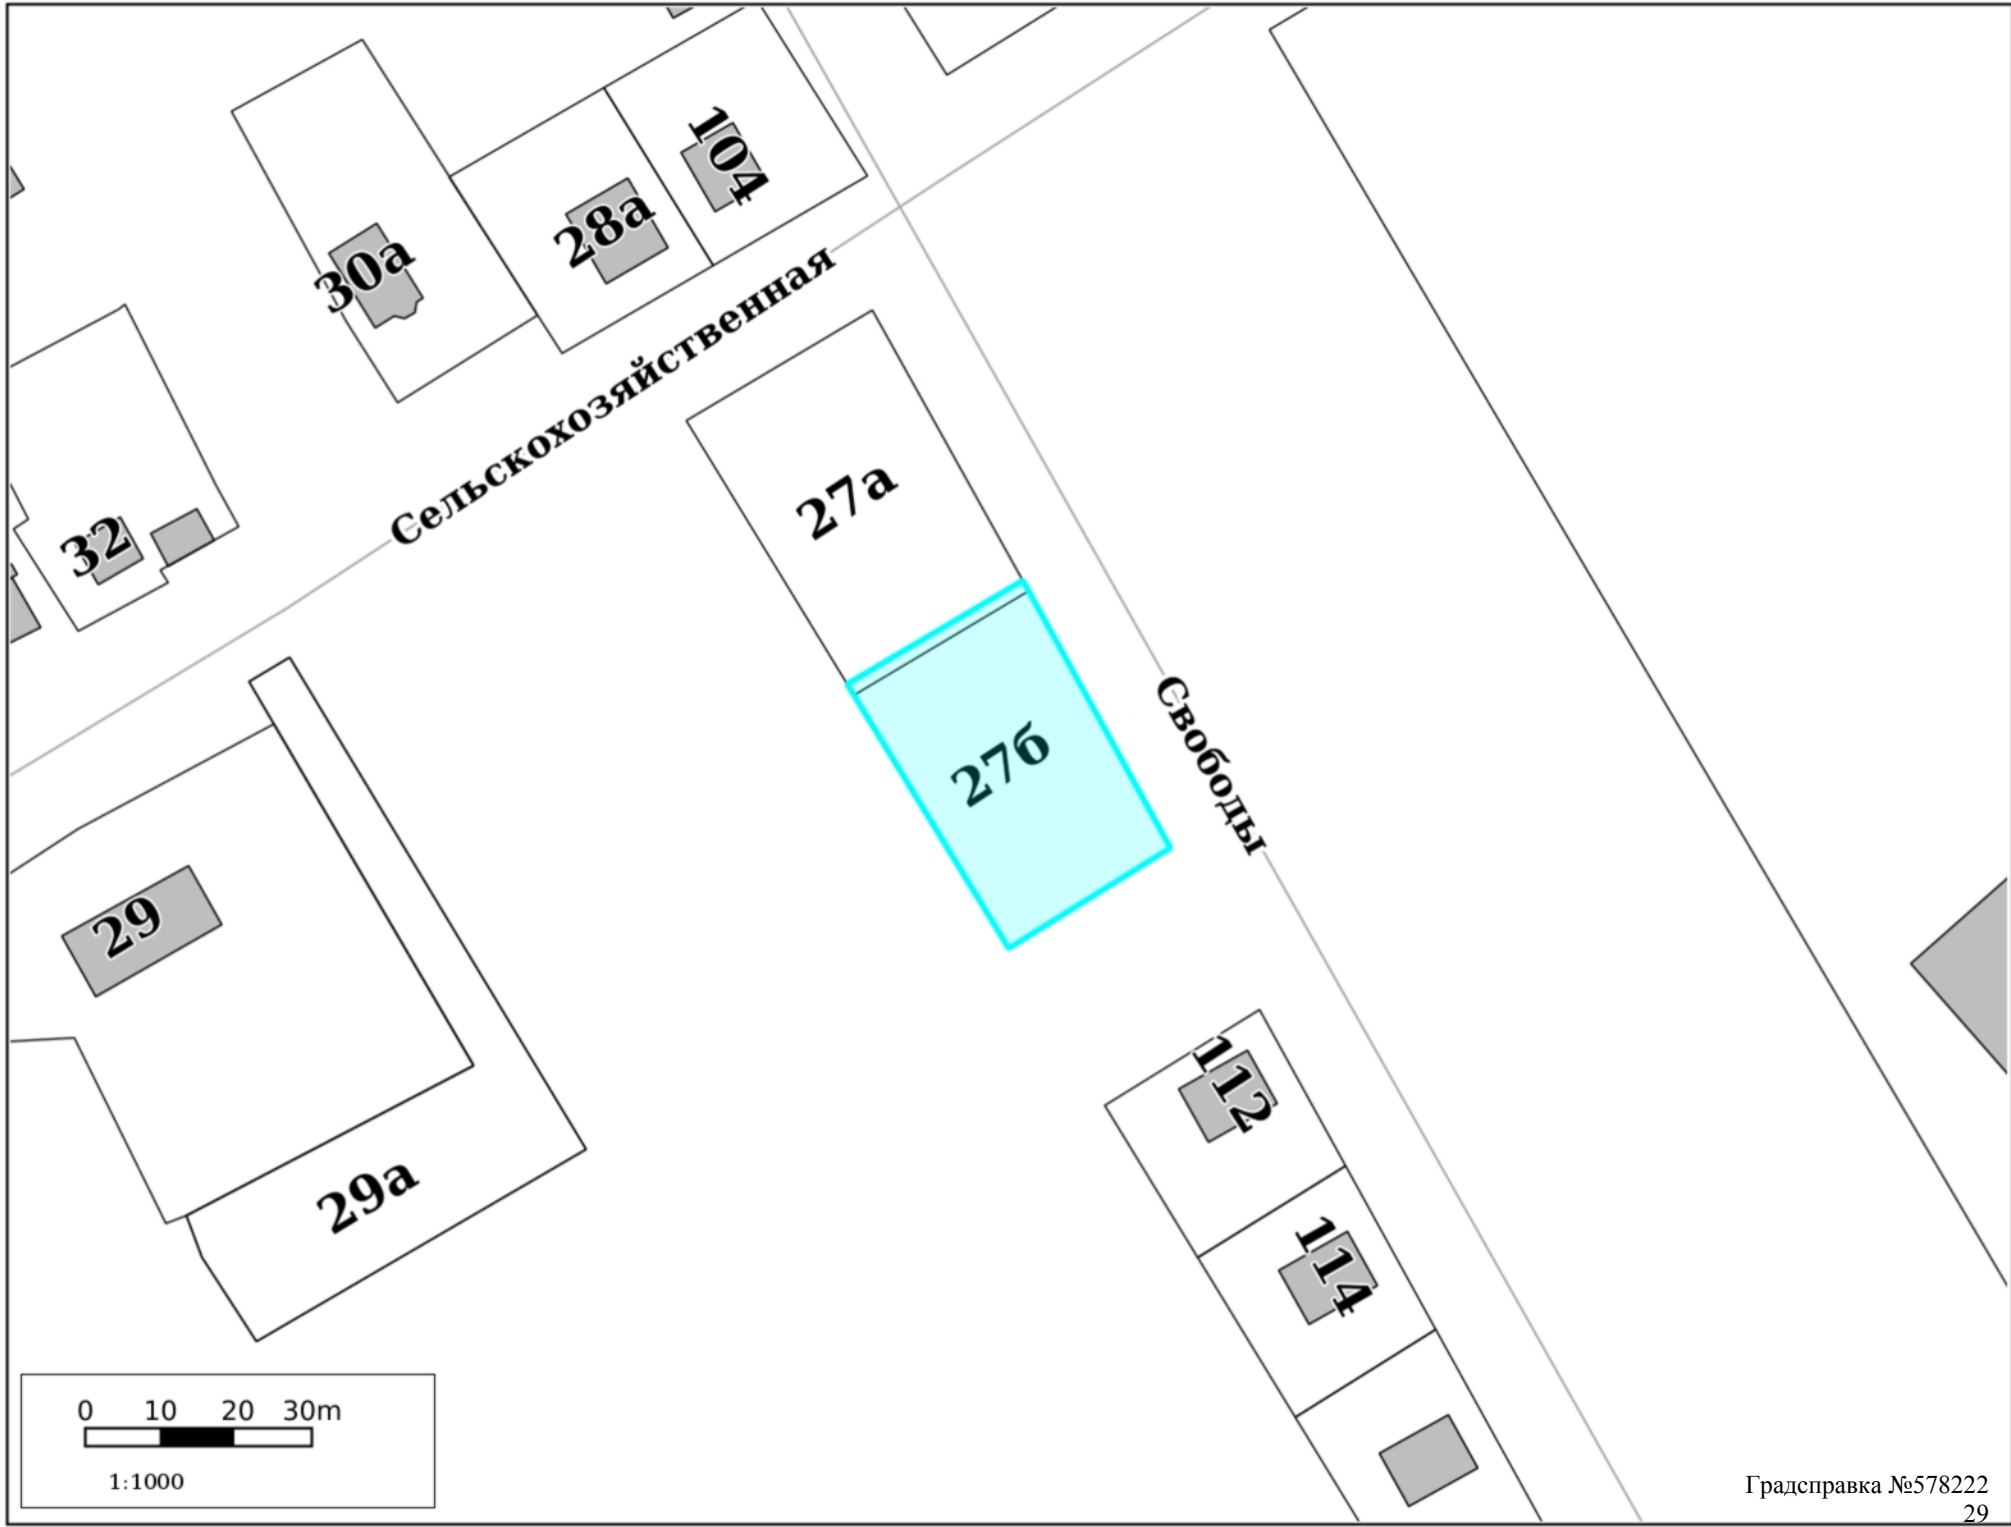 104
28а
30а
Сельскохозяйственная
27а
32
Свободы
27б
29
112
29а
114
0 10 20 30m
1:1000
Градсправка №578222
29